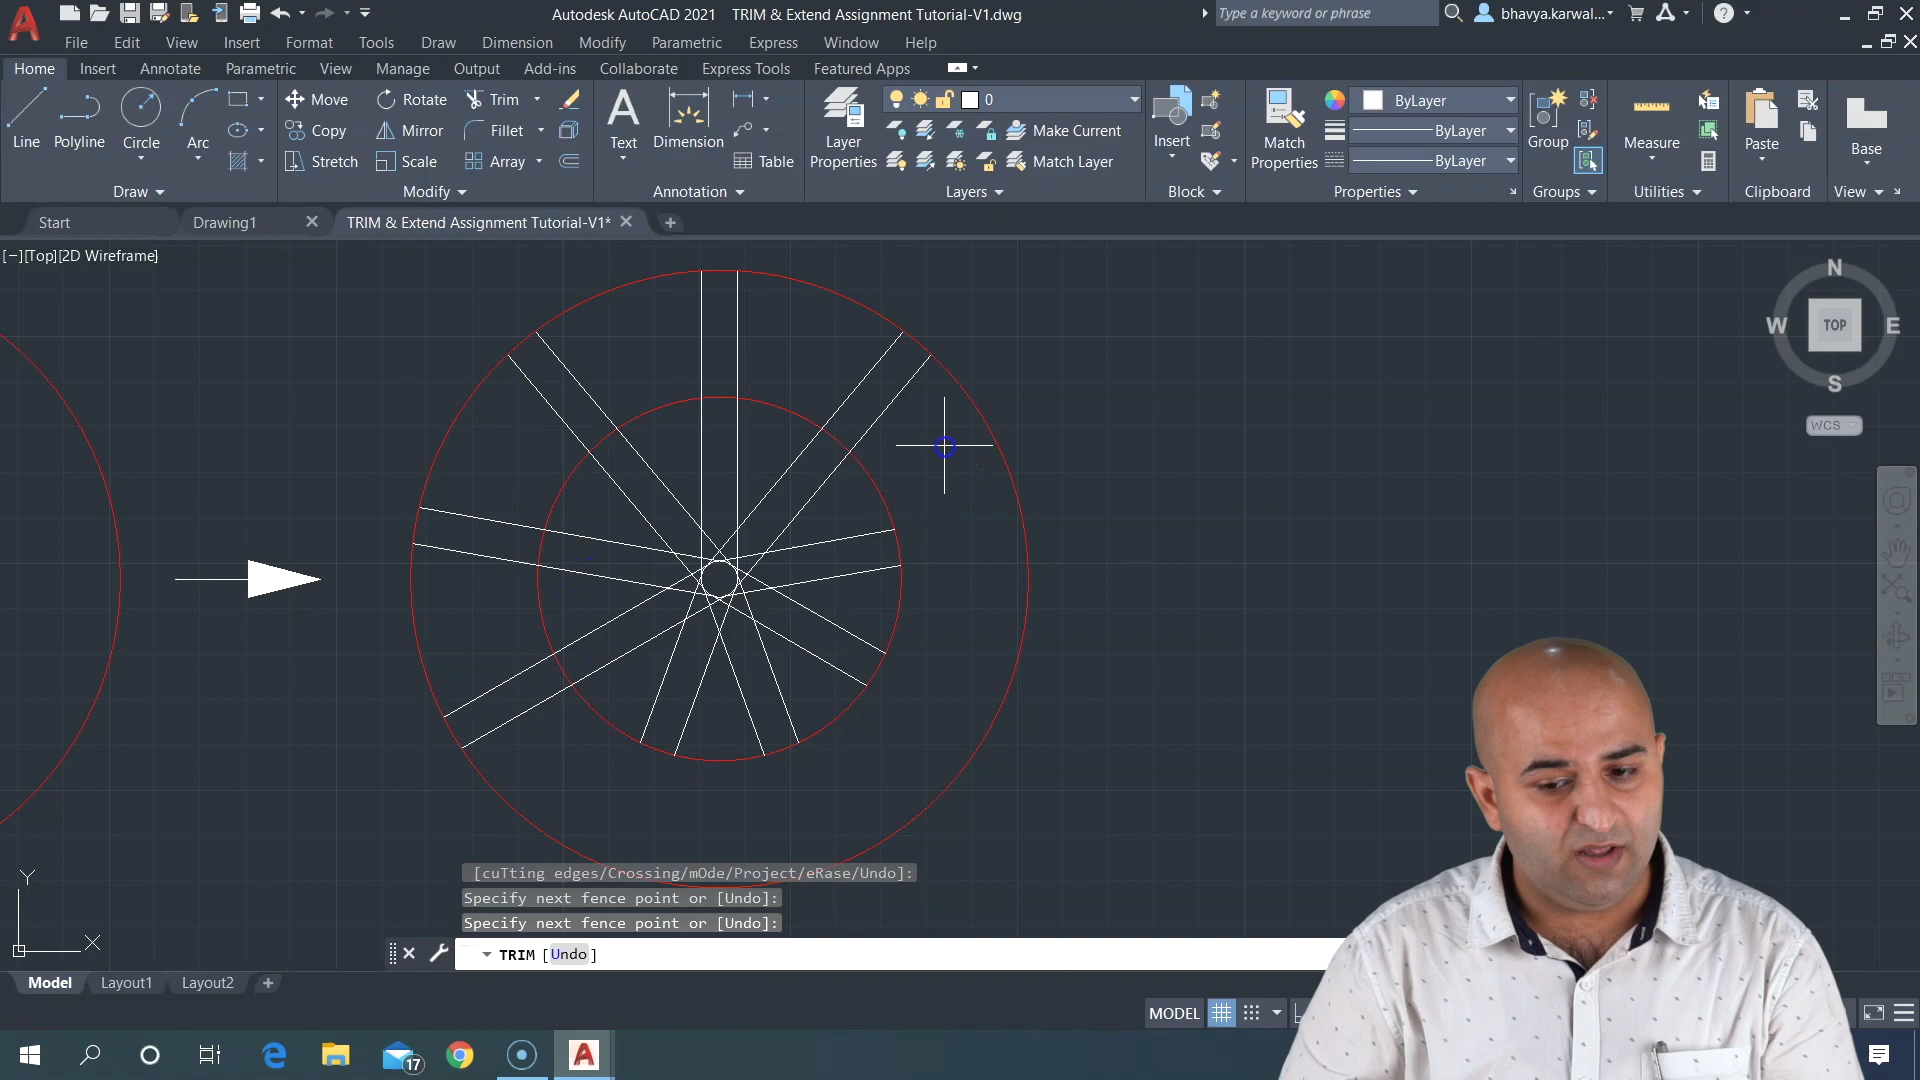 Autodesk AutoCAD 2021 TRIM & Extend Assignment Tutorial-V1.dwg
Type a keyword or phrase
bhavya.karwal...
File Edit View Insert Format Tools Draw Dimension Modify Parametric Express Window Help
Home Insert Annotate Parametric View Manage Output Add-ins Collaborate Express Tools Featured Apps
Line Polyline Circle Arc
Move Rotate Trim
Copy Mirror Fillet
Stretch Scale Array
Text Dimension Table
Layer Properties
0
Make Current
Match Layer
Insert
Match Properties
ByLayer
ByLayer
ByLayer
Group
Measure
Paste
Base
Draw Modify Annotation Layers Block Properties Groups Utilities Clipboard View
Start Drawing1 TRIM & Extend Assignment Tutorial-V1*
[−][Top][2D Wireframe]
N
W TOP E
S
WCS
Y
X
[cuTting edges/Crossing/mOde/Project/eRase/Undo]:
Specify next fence point or [Undo]:
Specify next fence point or [Undo]:
TRIM [Undo]
Model Layout1 Layout2
MODEL
17